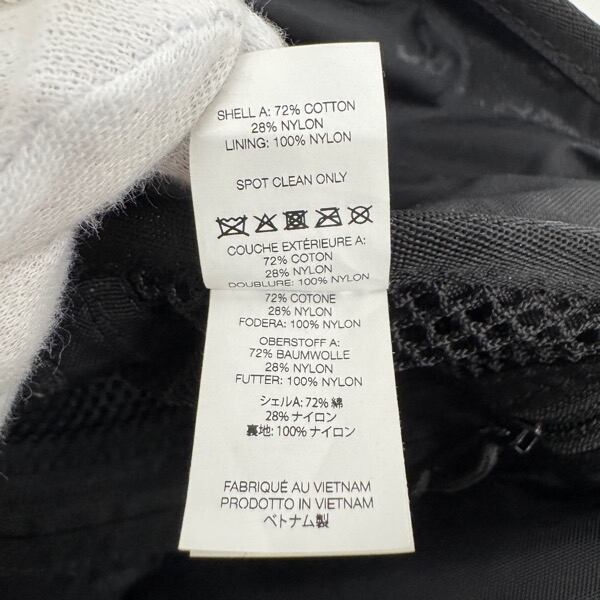 SHELL A: 72% COTTON
28% NYLON
LINING: 100% NYLON
SPOT CLEAN ONLY
COUCHE EXTÉRIEURE A:
72% COTON
28% NYLON
DOUBLURE: 100% NYLON
72% COTONE
28% NYLON
FODERA: 100% NYLON
OBERSTOFF A:
72% BAUMWOLLE
28% NYLON
FUTTER: 100% NYLON
シェルA: 72% 綿
28% ナイロン
裏地: 100% ナイロン
FABRIQUÉ AU VIETNAM
PRODOTTO IN VIETNAM
ベトナム製